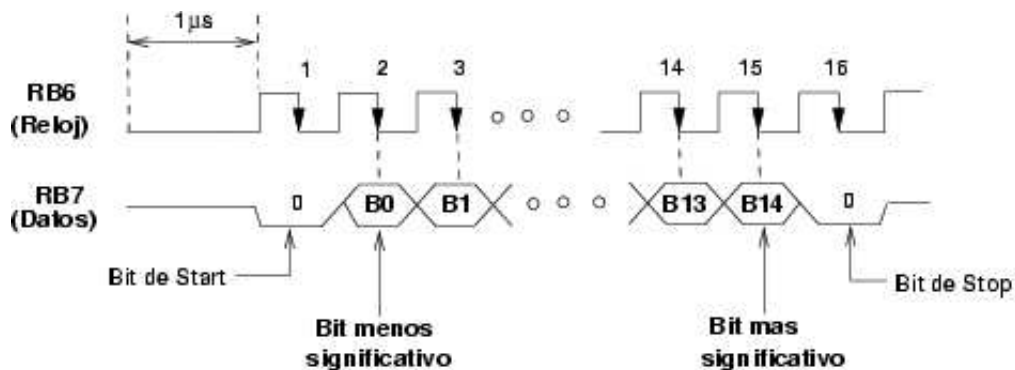 1µs
1 2 3 14 15 16
RB6
(Reloj)
RB7
(Datos)
0 B0 B1 B13 B14 0
Bit de Start
Bit de Stop
Bit menos
significativo
Bit mas
significativo